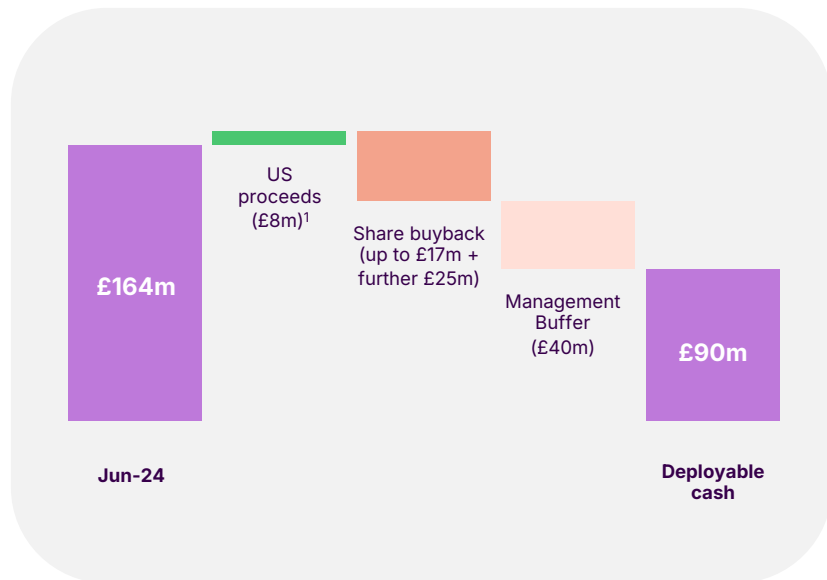 £164m
Jun-24
US
proceeds
(£8m)¹
Share buyback
(up to £17m +
further £25m)
Management
Buffer
(£40m)
£90m
Deployable
cash